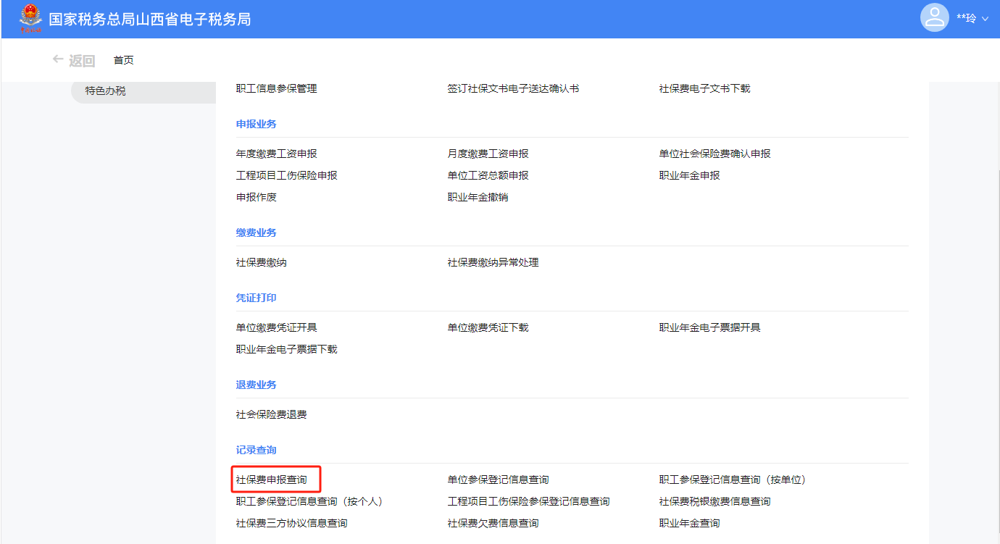 国家税务总局山西省电子税务局
**玲
返回 首页
特色办税
职工信息参保管理 签订社保文书电子送达确认书 社保费电子文书下载
申报业务
年度缴费工资申报 月度缴费工资申报 单位社会保险费确认申报
工程项目工伤保险申报 单位工资总额申报 职业年金申报
申报作废 职业年金撤销
缴费业务
社保费缴纳 社保费缴纳异常处理
凭证打印
单位缴费凭证开具 单位缴费凭证下载 职业年金电子票据开具
职业年金电子票据下载
退费业务
社会保险费退费
记录查询
社保费申报查询 单位参保登记信息查询 职工参保登记信息查询（按单位）
职工参保登记信息查询（按个人） 工程项目工伤保险参保登记信息查询 社保费税银缴费信息查询
社保费三方协议信息查询 社保费欠费信息查询 职业年金查询